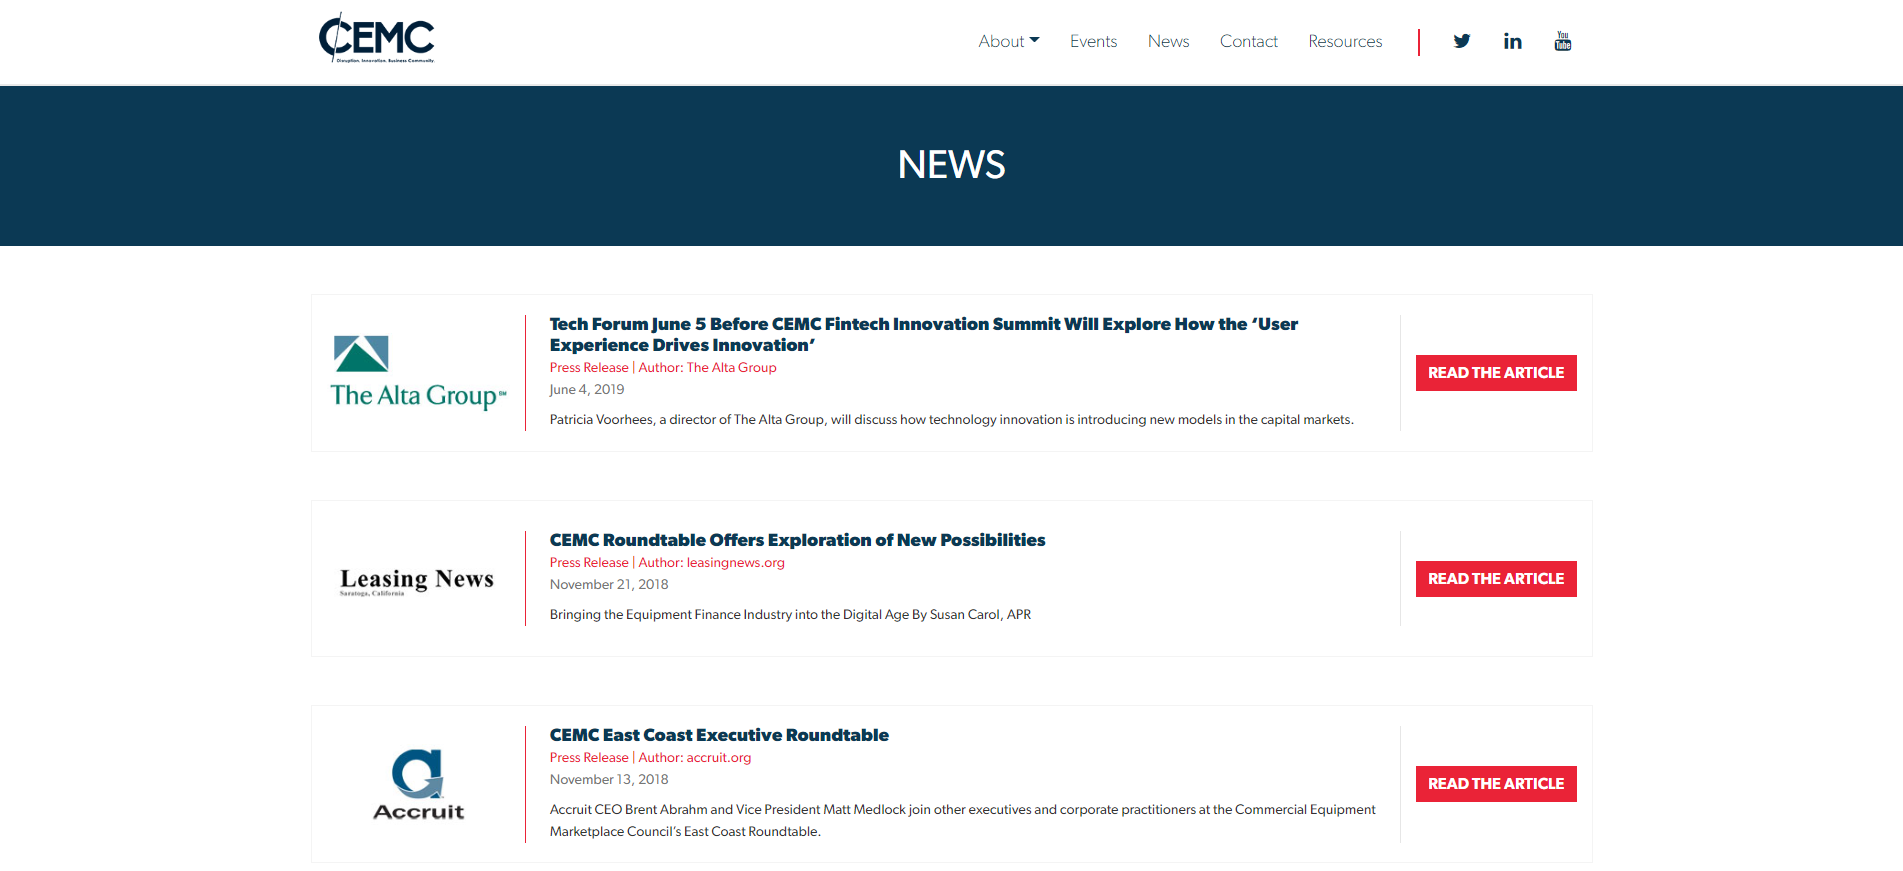 CEMC
Disruption. Innovation. Business Community.
About
Events
News
Contact
Resources
You
Tube
NEWS
The Alta Group SM
Tech Forum June 5 Before CEMC Fintech Innovation Summit Will Explore How the ‘User
Experience Drives Innovation’
Press Release | Author: The Alta Group
June 4, 2019
Patricia Voorhees, a director of The Alta Group, will discuss how technology innovation is introducing new models in the capital markets.
READ THE ARTICLE
Leasing News
Saratoga, California
CEMC Roundtable Offers Exploration of New Possibilities
Press Release | Author: leasingnews.org
November 21, 2018
Bringing the Equipment Finance Industry into the Digital Age By Susan Carol, APR
READ THE ARTICLE
Accruit
CEMC East Coast Executive Roundtable
Press Release | Author: accruit.org
November 13, 2018
Accruit CEO Brent Abrahm and Vice President Matt Medlock join other executives and corporate practitioners at the Commercial Equipment
Marketplace Council’s East Coast Roundtable.
READ THE ARTICLE